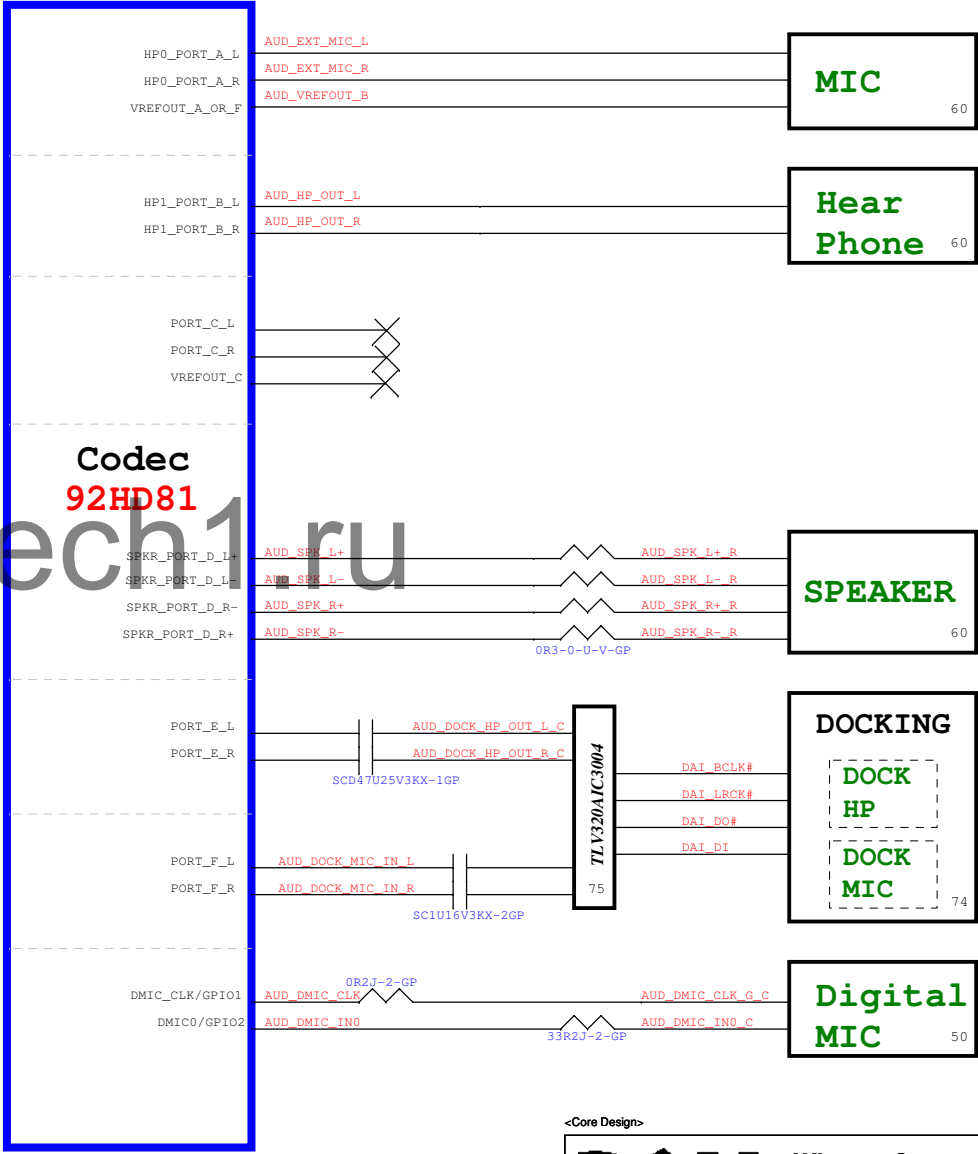 HP0_PORT_A_L AUD_EXT_MIC_L
HP0_PORT_A_R AUD_EXT_MIC_R
VREFOUT_A_OR_F AUD_VREFOUT_B
MIC
60
HP1_PORT_B_L AUD_HP_OUT_L
HP1_PORT_B_R AUD_HP_OUT_R
Hear
Phone 60
PORT_C_L
PORT_C_R
VREFOUT_C
Codec
92HD81
ech1.ru
SPKR_PORT_D_L+ AUD_SPK_L+ AUD_SPK_L+_R
SPKR_PORT_D_L- AUD_SPK_L- AUD_SPK_L-_R
SPKR_PORT_D_R- AUD_SPK_R+ AUD_SPK_R+_R
SPKR_PORT_D_R+ AUD_SPK_R- AUD_SPK_R-_R
0R3-0-U-V-GP
SPEAKER
60
PORT_E_L AUD_DOCK_HP_OUT_L_C
PORT_E_R AUD_DOCK_HP_OUT_R_C
SCD47U25V3KX-1GP
TLV320AIC3004
75
DAI_BCLK#
DAI_LRCK#
DAI_DO#
DAI_DI
DOCKING
DOCK
HP
DOCK
MIC
74
PORT_F_L AUD_DOCK_MIC_IN_L
PORT_F_R AUD_DOCK_MIC_IN_R
SC1U16V3KX-2GP
0R2J-2-GP
DMIC_CLK/GPIO1 AUD_DMIC_CLK AUD_DMIC_CLK_G_C
DMIC0/GPIO2 AUD_DMIC_IN0 AUD_DMIC_IN0_C
33R2J-2-GP
Digital
MIC 50
<Core Design>